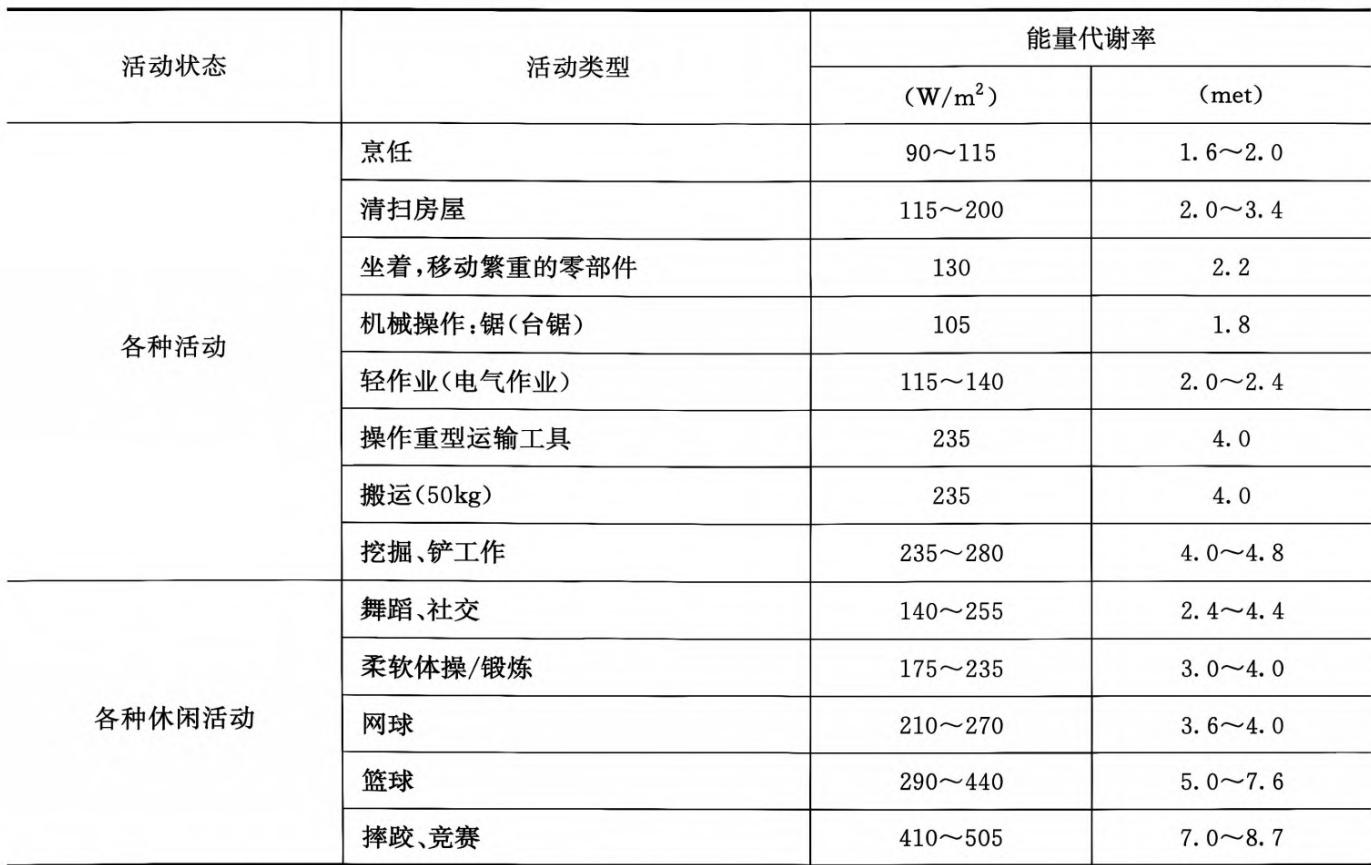 活动状态 活动类型 能量代谢率
(W/m²) (met)
各种活动
烹任 90～115 1.6～2.0
清扫房屋 115～200 2.0～3.4
坐着,移动繁重的零部件 130 2.2
机械操作:锯(台锯) 105 1.8
轻作业(电气作业) 115～140 2.0～2.4
操作重型运输工具 235 4.0
搬运(50kg) 235 4.0
挖掘、铲工作 235～280 4.0～4.8
各种休闲活动
舞蹈、社交 140～255 2.4～4.4
柔软体操/锻炼 175～235 3.0～4.0
网球 210～270 3.6～4.0
篮球 290～440 5.0～7.6
摔跤、竞赛 410～505 7.0～8.7